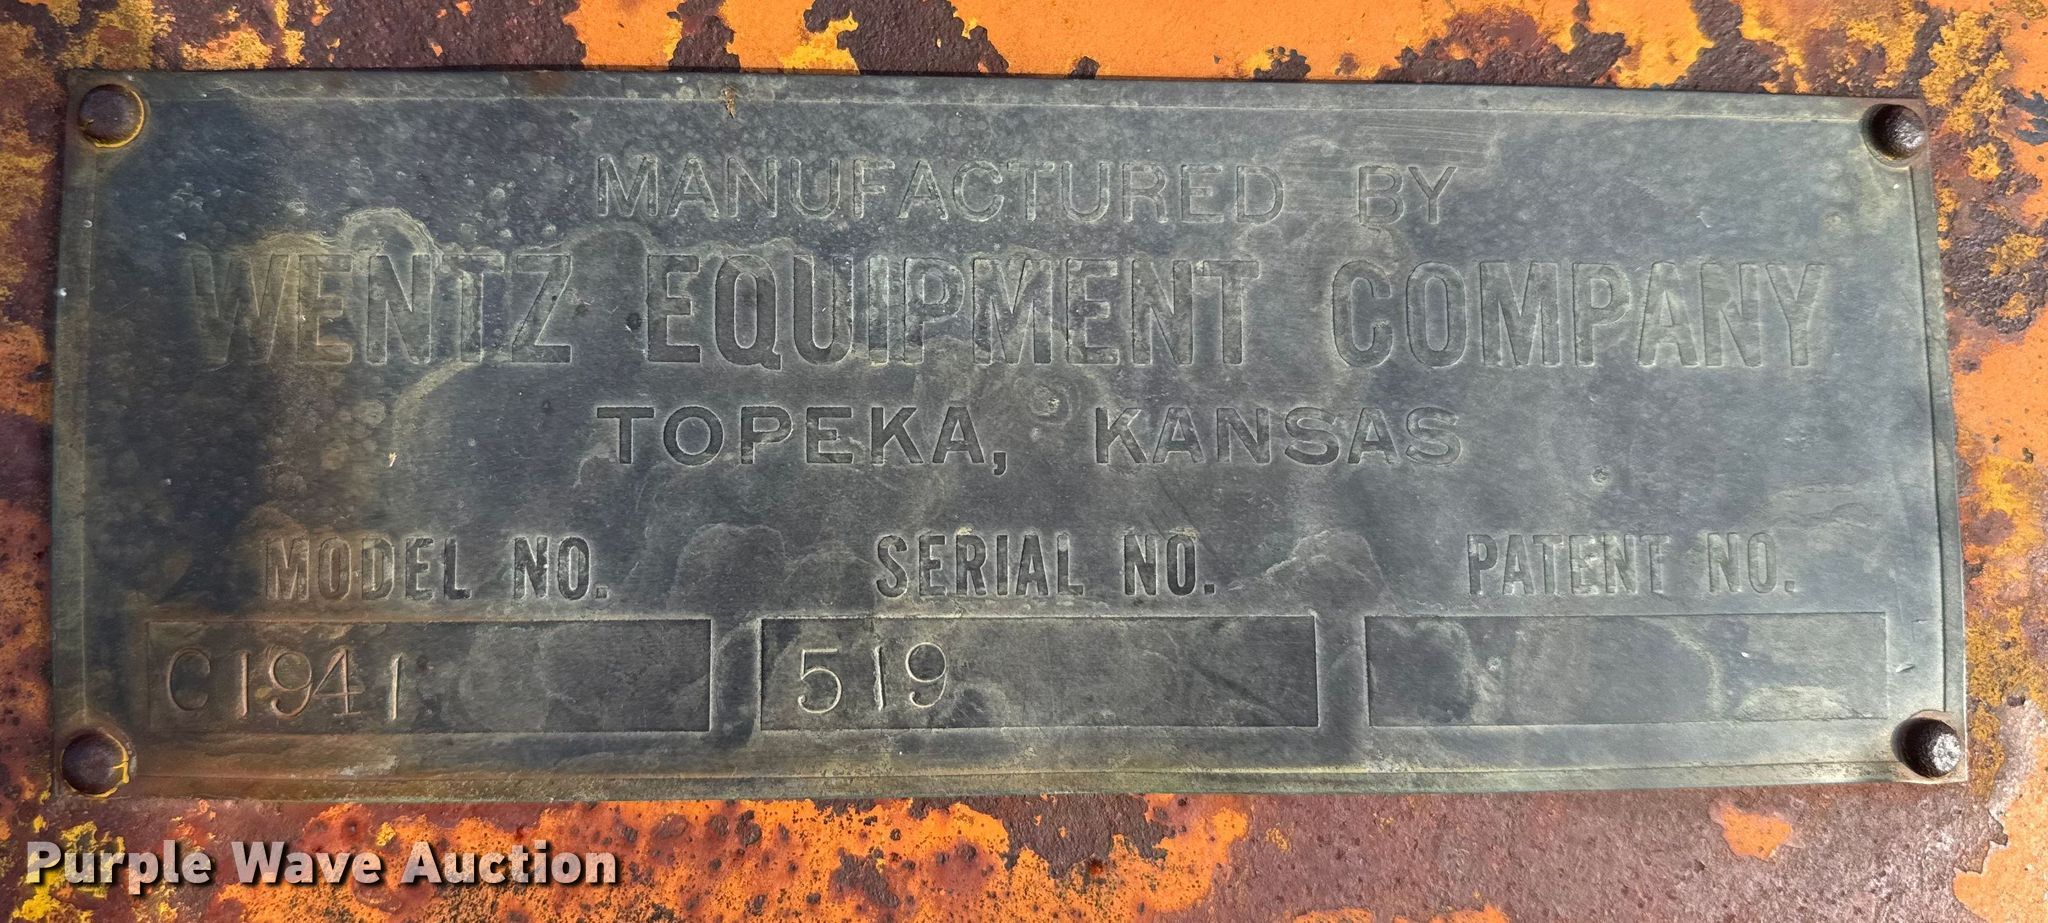 MANUFACTURED BY
WENTZ EQUIPMENT COMPANY
TOPEKA, KANSAS
MODEL NO. SERIAL NO. PATENT NO.
C1941 519
Purple Wave Auction